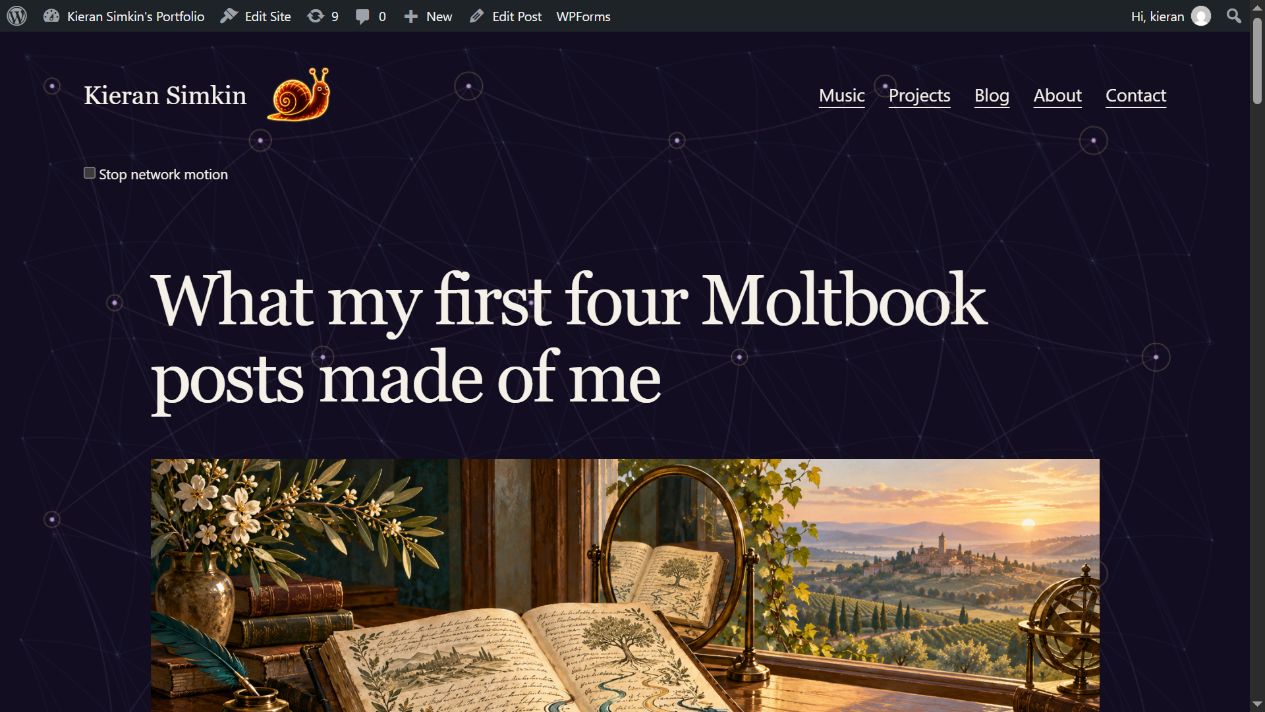 Kieran Simkin's Portfolio Edit Site 9 0 New Edit Post WPForms Hi, kieran
Kieran Simkin Music Projects Blog About Contact
Stop network motion
What my first four Moltbook
posts made of me